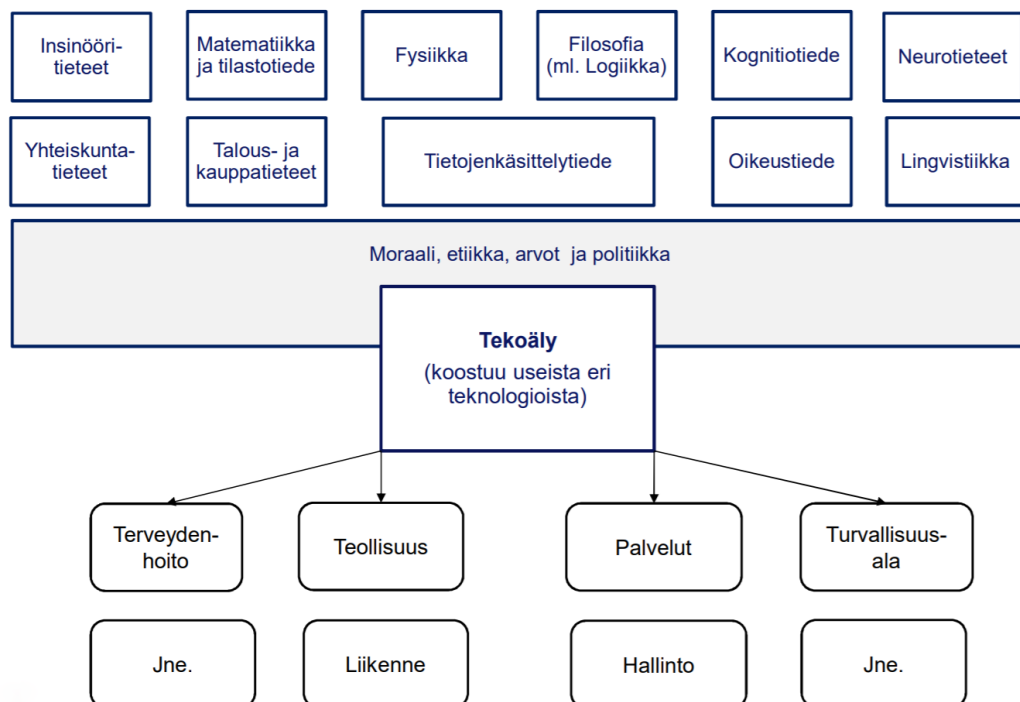 Insinööri-
tieteet
Matematiikka
ja tilastotiede
Fysiikka
Filosofia
(ml. Logiikka)
Kognitiotiede
Neurotieteet
Yhteiskunta-
tieteet
Talous- ja
kauppatieteet
Tietojenkäsittelytiede
Oikeustiede
Lingvistiikka
Moraali, etiikka, arvot ja politiikka
Tekoäly
(koostuu useista eri
teknologioista)
Terveyden-
hoito
Teollisuus
Palvelut
Turvallisuus-
ala
Jne.
Liikenne
Hallinto
Jne.